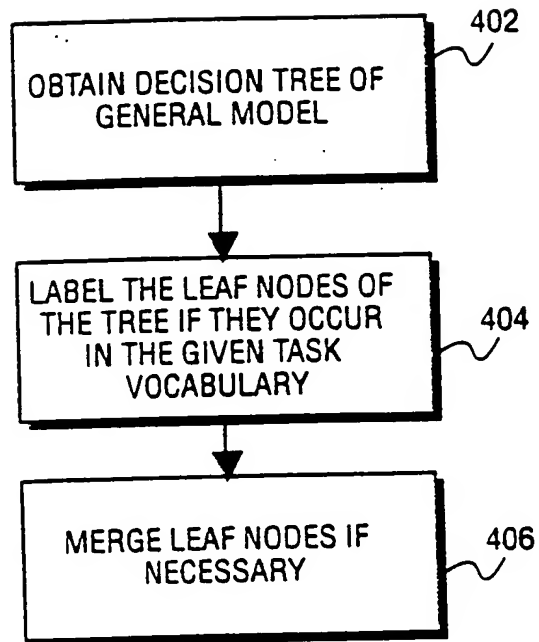 402
OBTAIN DECISION TREE OF
GENERAL MODEL
LABEL THE LEAF NODES OF
THE TREE IF THEY OCCUR
IN THE GIVEN TASK
VOCABULARY
404
MERGE LEAF NODES IF
NECESSARY
406